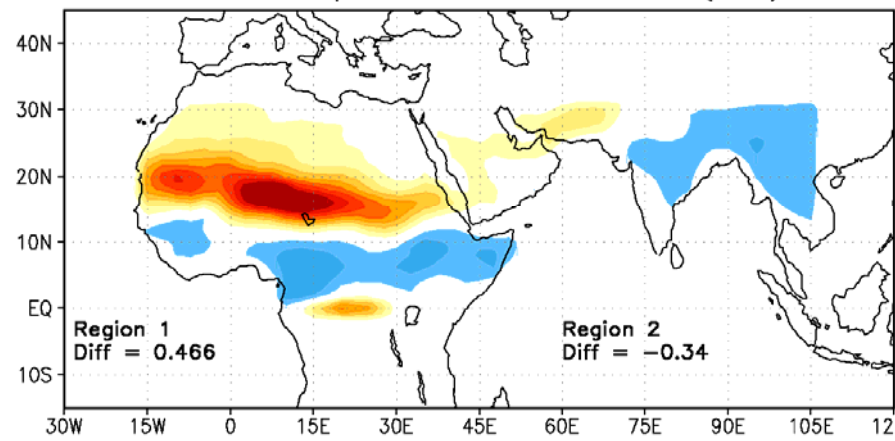 40N
30N
20N
10N
EQ
10S
Region 1
Diff = 0.466
Region 2
Diff = −0.34
30W 15W 0 15E 30E 45E 60E 75E 90E 105E